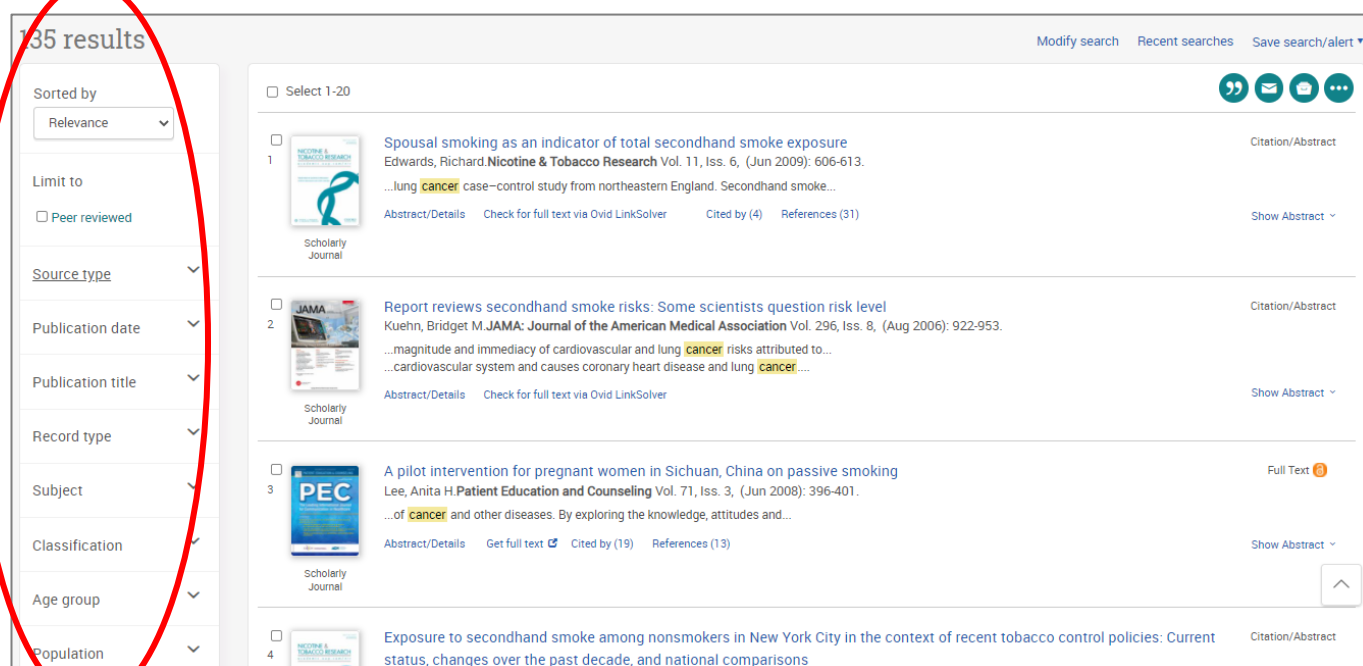 135 results
Modify search Recent searches Save search/alert
Sorted by
Relevance
Limit to
Peer reviewed
Source type
Publication date
Publication title
Record type
Subject
Classification
Age group
Population
Select 1-20
1
NICOTINE &
TOBACCO RESEARCH
Scholarly
Journal
Spousal smoking as an indicator of total secondhand smoke exposure
Edwards, Richard.Nicotine & Tobacco Research Vol. 11, Iss. 6, (Jun 2009): 606-613.
...lung cancer case–control study from northeastern England. Secondhand smoke...
Abstract/Details Check for full text via Ovid LinkSolver Cited by (4) References (31)
Citation/Abstract
Show Abstract
2
JAMA
Scholarly
Journal
Report reviews secondhand smoke risks: Some scientists question risk level
Kuehn, Bridget M.JAMA: Journal of the American Medical Association Vol. 296, Iss. 8, (Aug 2006): 922-953.
...magnitude and immediacy of cardiovascular and lung cancer risks attributed to...
...cardiovascular system and causes coronary heart disease and lung cancer....
Abstract/Details Check for full text via Ovid LinkSolver
Citation/Abstract
Show Abstract
3
PEC
Scholarly
Journal
A pilot intervention for pregnant women in Sichuan, China on passive smoking
Lee, Anita H.Patient Education and Counseling Vol. 71, Iss. 3, (Jun 2008): 396-401.
...of cancer and other diseases. By exploring the knowledge, attitudes and...
Abstract/Details Get full text Cited by (19) References (13)
Full Text
Show Abstract
4
NICOTINE &
TOBACCO RESEARCH
Exposure to secondhand smoke among nonsmokers in New York City in the context of recent tobacco control policies: Current
status, changes over the past decade, and national comparisons
Citation/Abstract